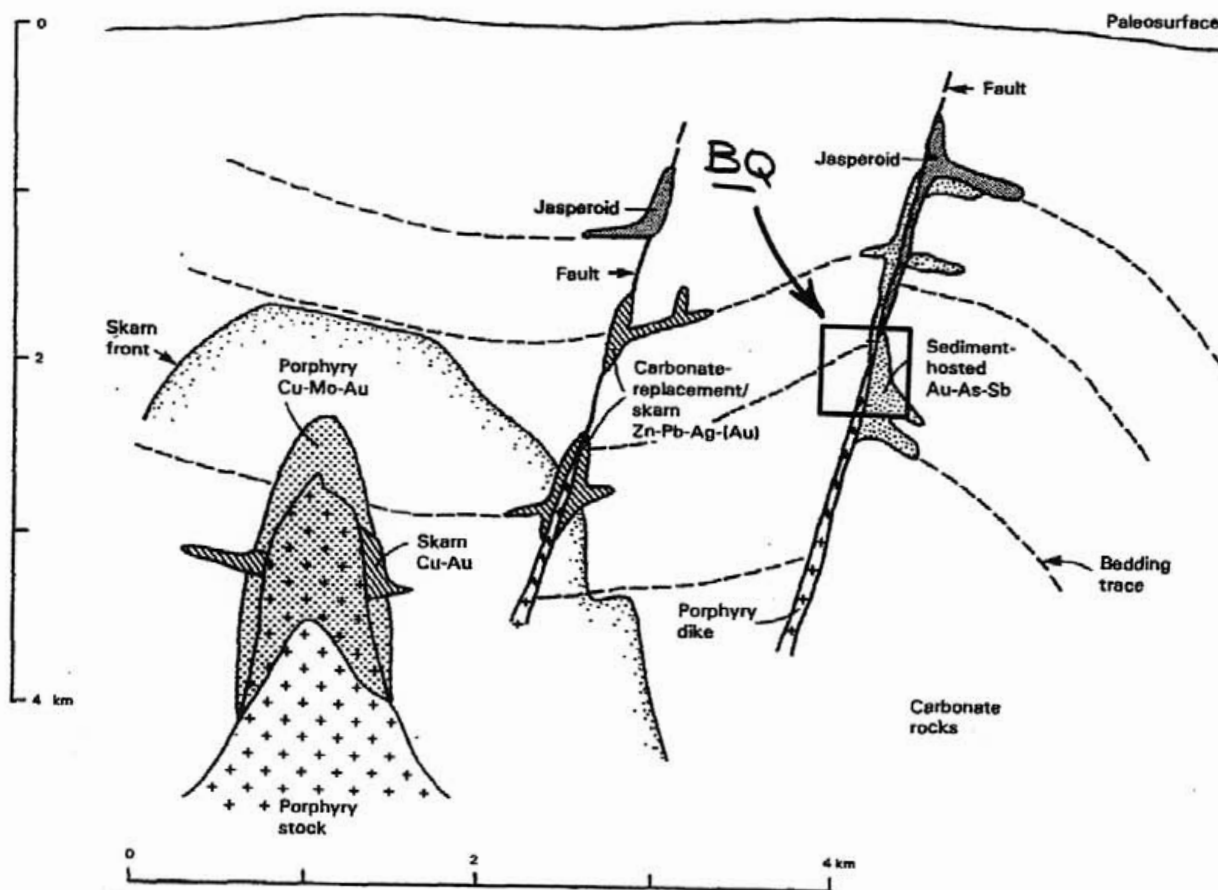 0
Paleosurface
Fault
BQ
Jasperoid
Jasperoid
Fault
Skarn
front
Porphyry
Cu-Mo-Au
2
Carbonate-
replacement/
skarn
Zn-Pb-Ag-(Au)
Sediment-
hosted
Au-As-Sb
Skarn
Cu-Au
Bedding
trace
Porphyry
dike
4 km
Carbonate
rocks
Porphyry
stock
0
2
4 km